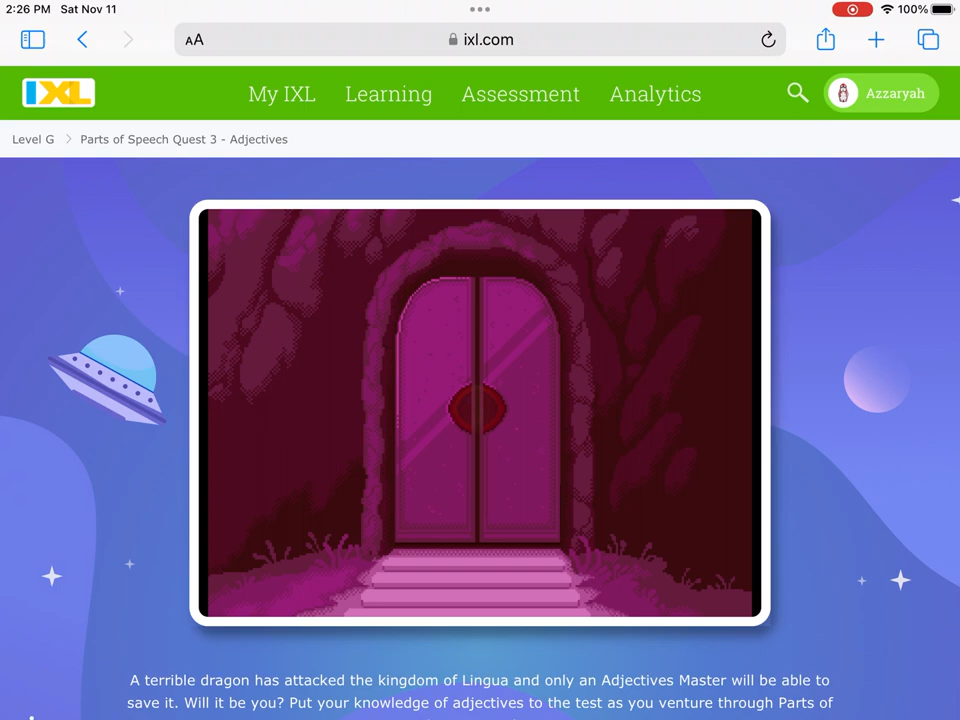 2:26 PM Sat Nov 11
100%
AA
ixl.com
IXL
My IXL
Learning
Assessment
Analytics
Azzaryah
Level G
Parts of Speech Quest 3 - Adjectives
A terrible dragon has attacked the kingdom of Lingua and only an Adjectives Master will be able to
save it. Will it be you? Put your knowledge of adjectives to the test as you venture through Parts of